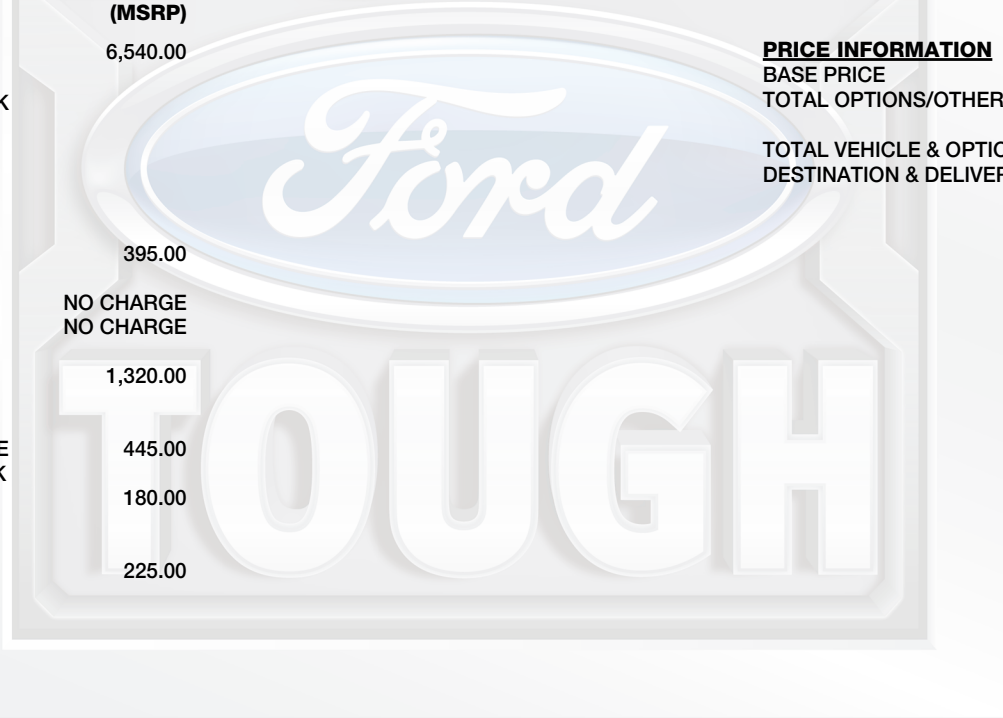 (MSRP)
6,540.00
K
395.00
NO CHARGE
NO CHARGE
1,320.00
E
445.00
K
180.00
225.00
PRICE INFORMATION
BASE PRICE
TOTAL OPTIONS/OTHER
TOTAL VEHICLE & OPTIO
DESTINATION & DELIVER
Ford
TOUGH